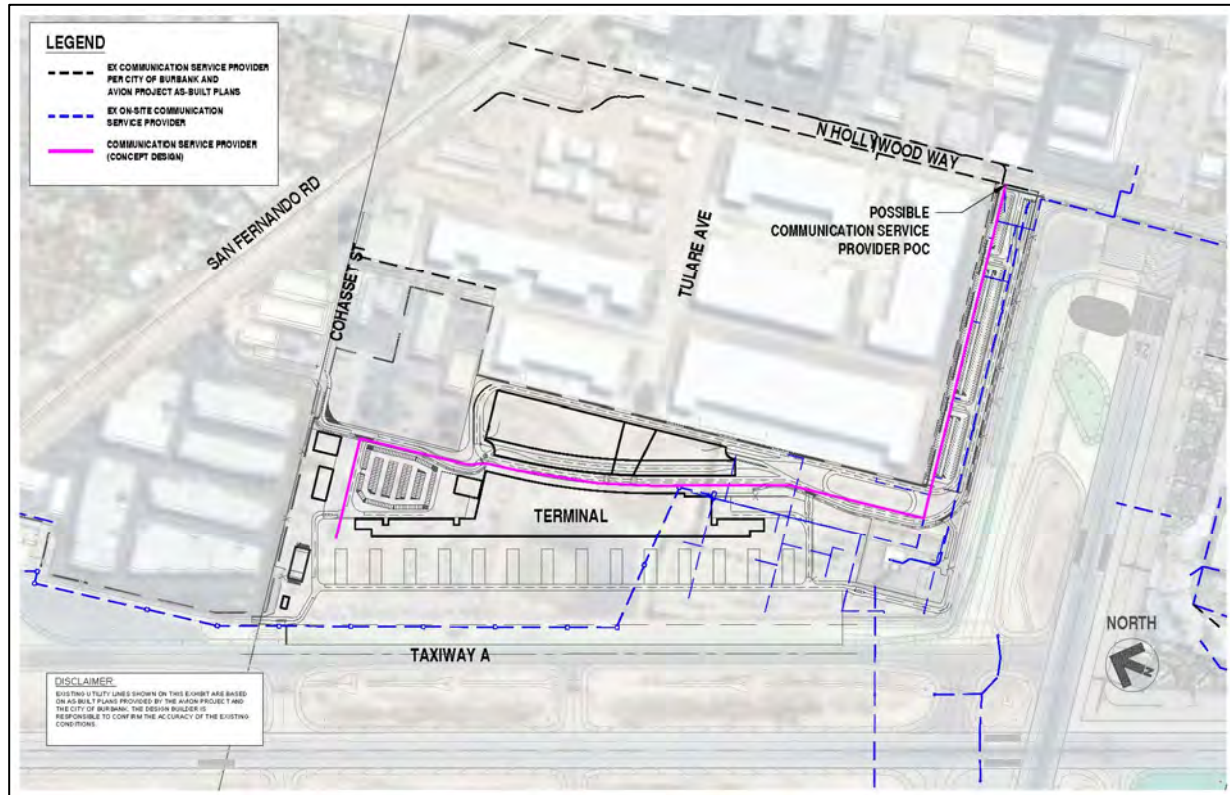 LEGEND
EX COMMUNICATION SERVICE PROVIDER
PER CITY OF BURBANK AND
AVION PROJECT AS-BUILT PLANS
EX ON-SITE COMMUNICATION
SERVICE PROVIDER
COMMUNICATION SERVICE PROVIDER
(CONCEPT DESIGN)
SAN FERNANDO RD
COHASSET ST
TULARE AVE
N HOLLYWOOD WAY
POSSIBLE
COMMUNICATION SERVICE
PROVIDER POC
TERMINAL
TAXIWAY A
NORTH
N
DISCLAIMER:
EXISTING UTILITY LINES SHOWN ON THIS EXHIBIT ARE BASED
ON AS-BUILT PLANS PROVIDED BY THE AVION PROJECT AND
THE CITY OF BURBANK. THE DESIGN BUILDER IS
RESPONSIBLE TO CONFIRM THE ACCURACY OF THE EXISTING
CONDITIONS.